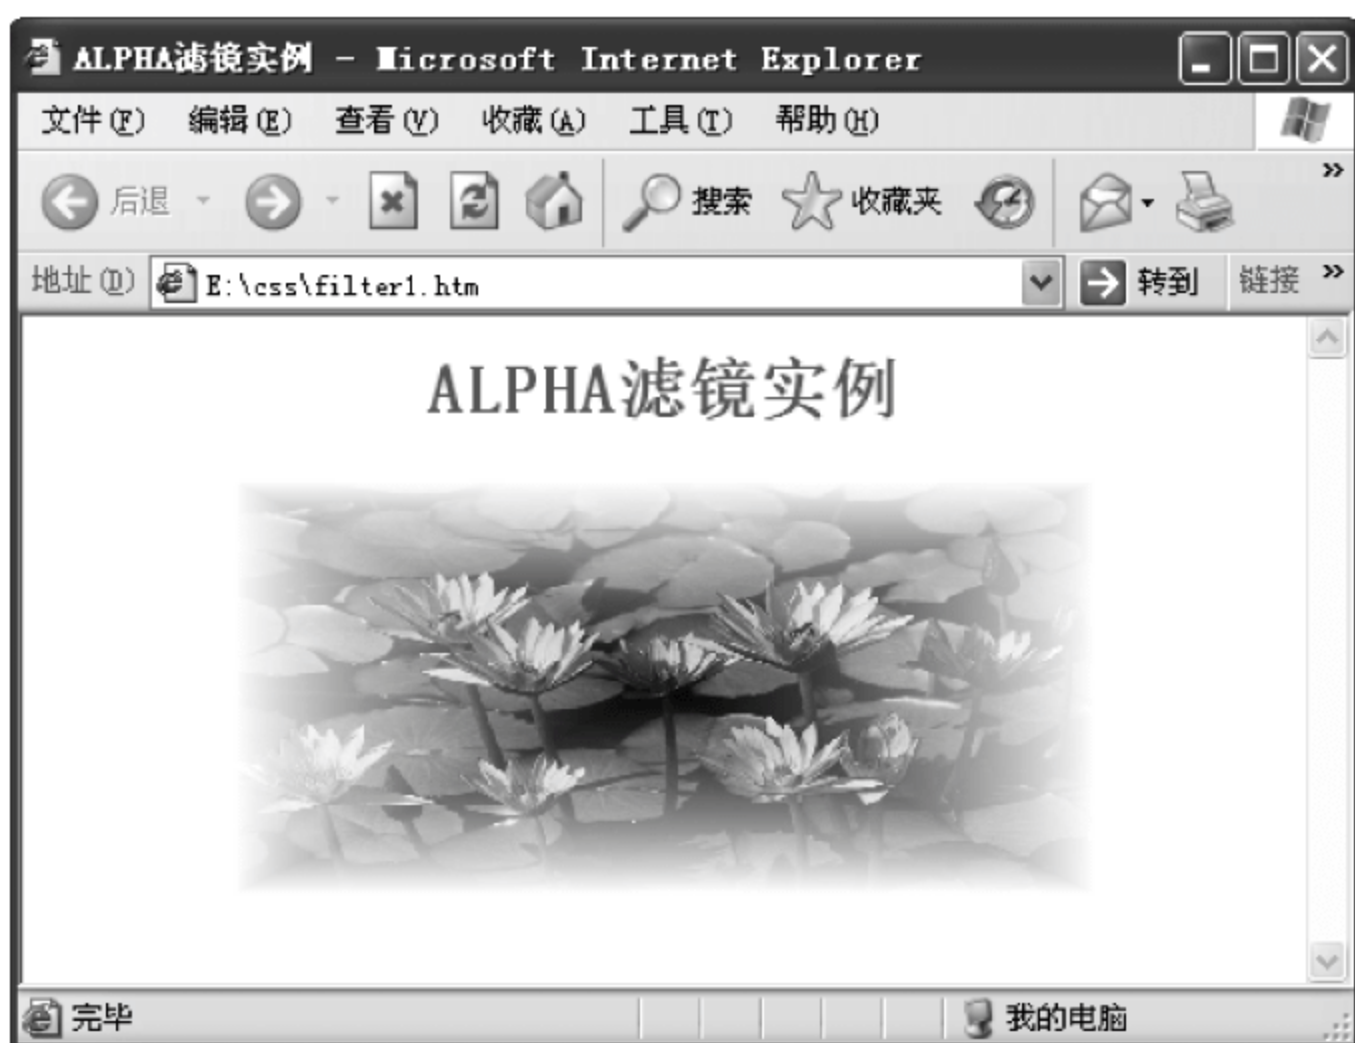 ALPHA滤镜实例 - Microsoft Internet Explorer
文件(F) 编辑(E) 查看(V) 收藏(A) 工具(T) 帮助(H)
后退 搜索 收藏夹 »
地址(D) E:\css\filter1.htm 转到 链接 »
ALPHA滤镜实例
完毕 我的电脑